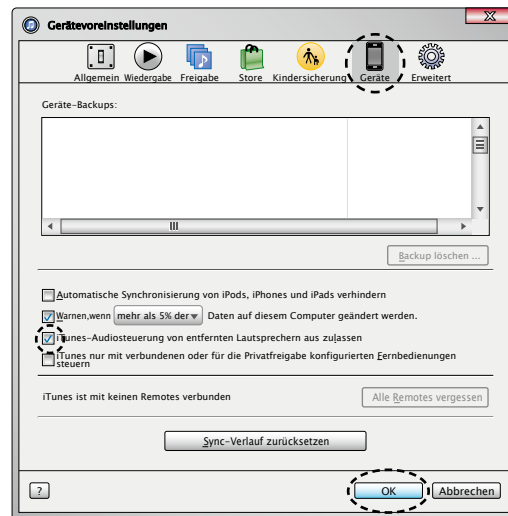 Gerätevoreinstellungen
Allgemein Wiedergabe Freigabe Store Kindersicherung Geräte Erweitert
Geräte-Backups:
Backup löschen ...
Automatische Synchronisierung von iPods, iPhones und iPads verhindern
Warnen,wenn mehr als 5% der Daten auf diesem Computer geändert werden.
iTunes-Audiosteuerung von entfernten Lautsprechern aus zulassen
iTunes nur mit verbundenen oder für die Privatfreigabe konfigurierten Fernbedienungen
steuern
iTunes ist mit keinen Remotes verbunden
Alle Remotes vergessen
Sync-Verlauf zurücksetzen
?
OK
Abbrechen